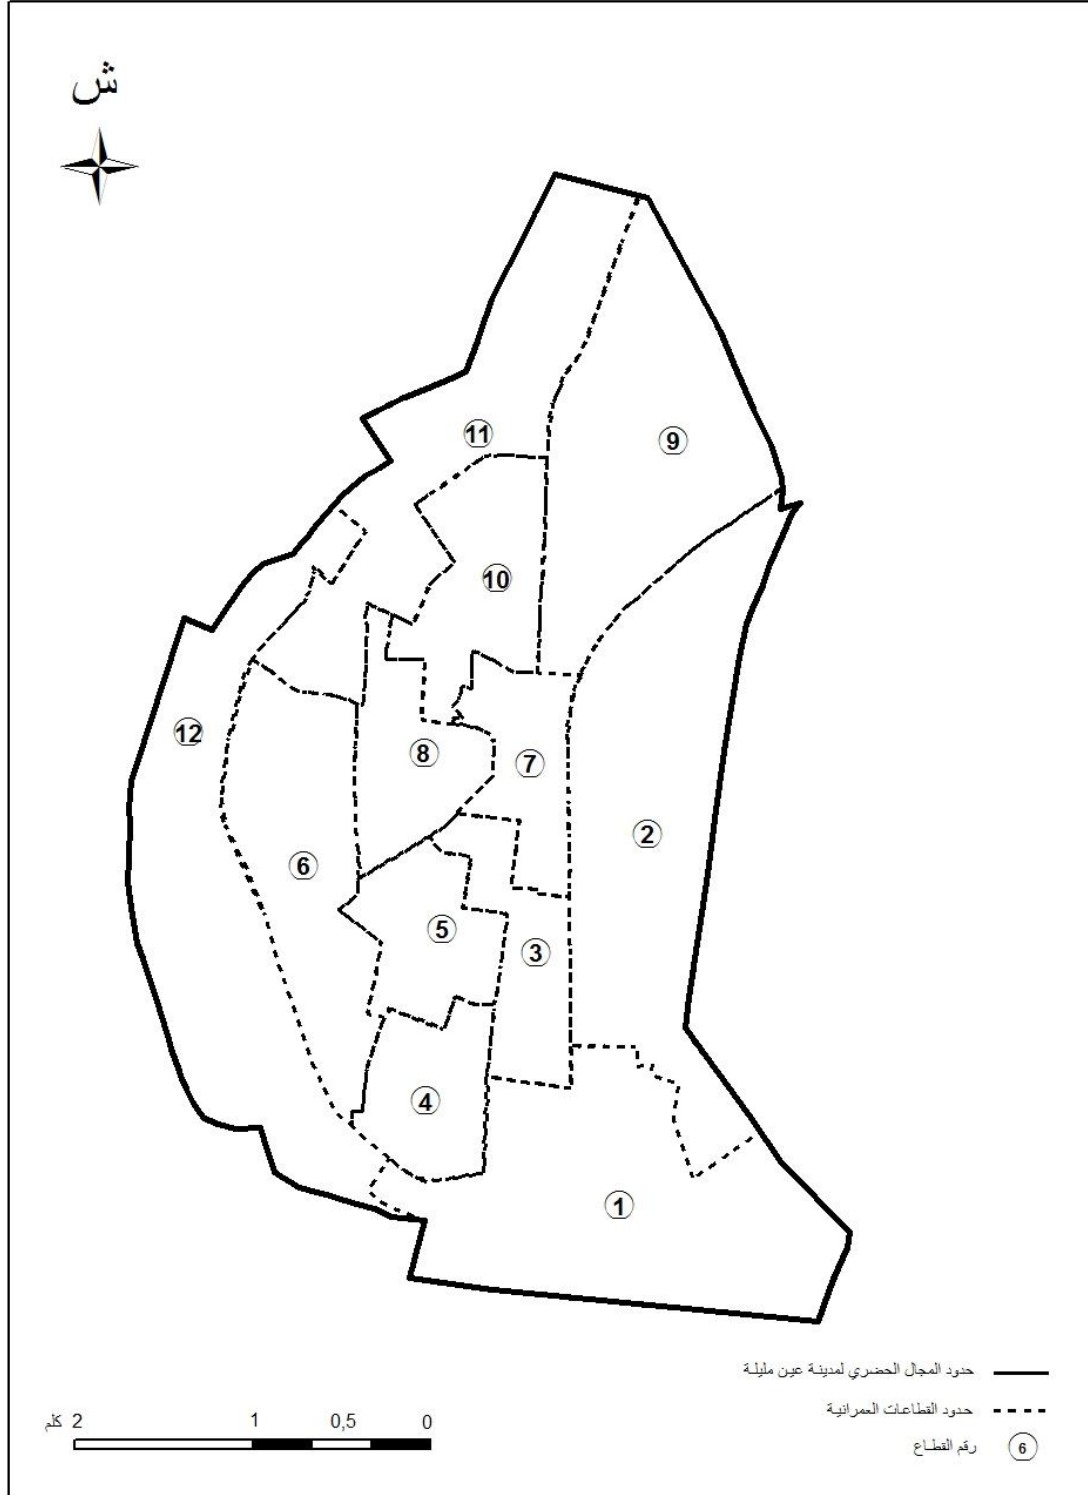 ش
11
9
10
12
8
7
2
6
5
3
4
1
حدود المجال الحضري لمدينة عين مليلة
حدود القطاعات العمرانية
رقم القطاع 6
0 0,5 1 2 كلم